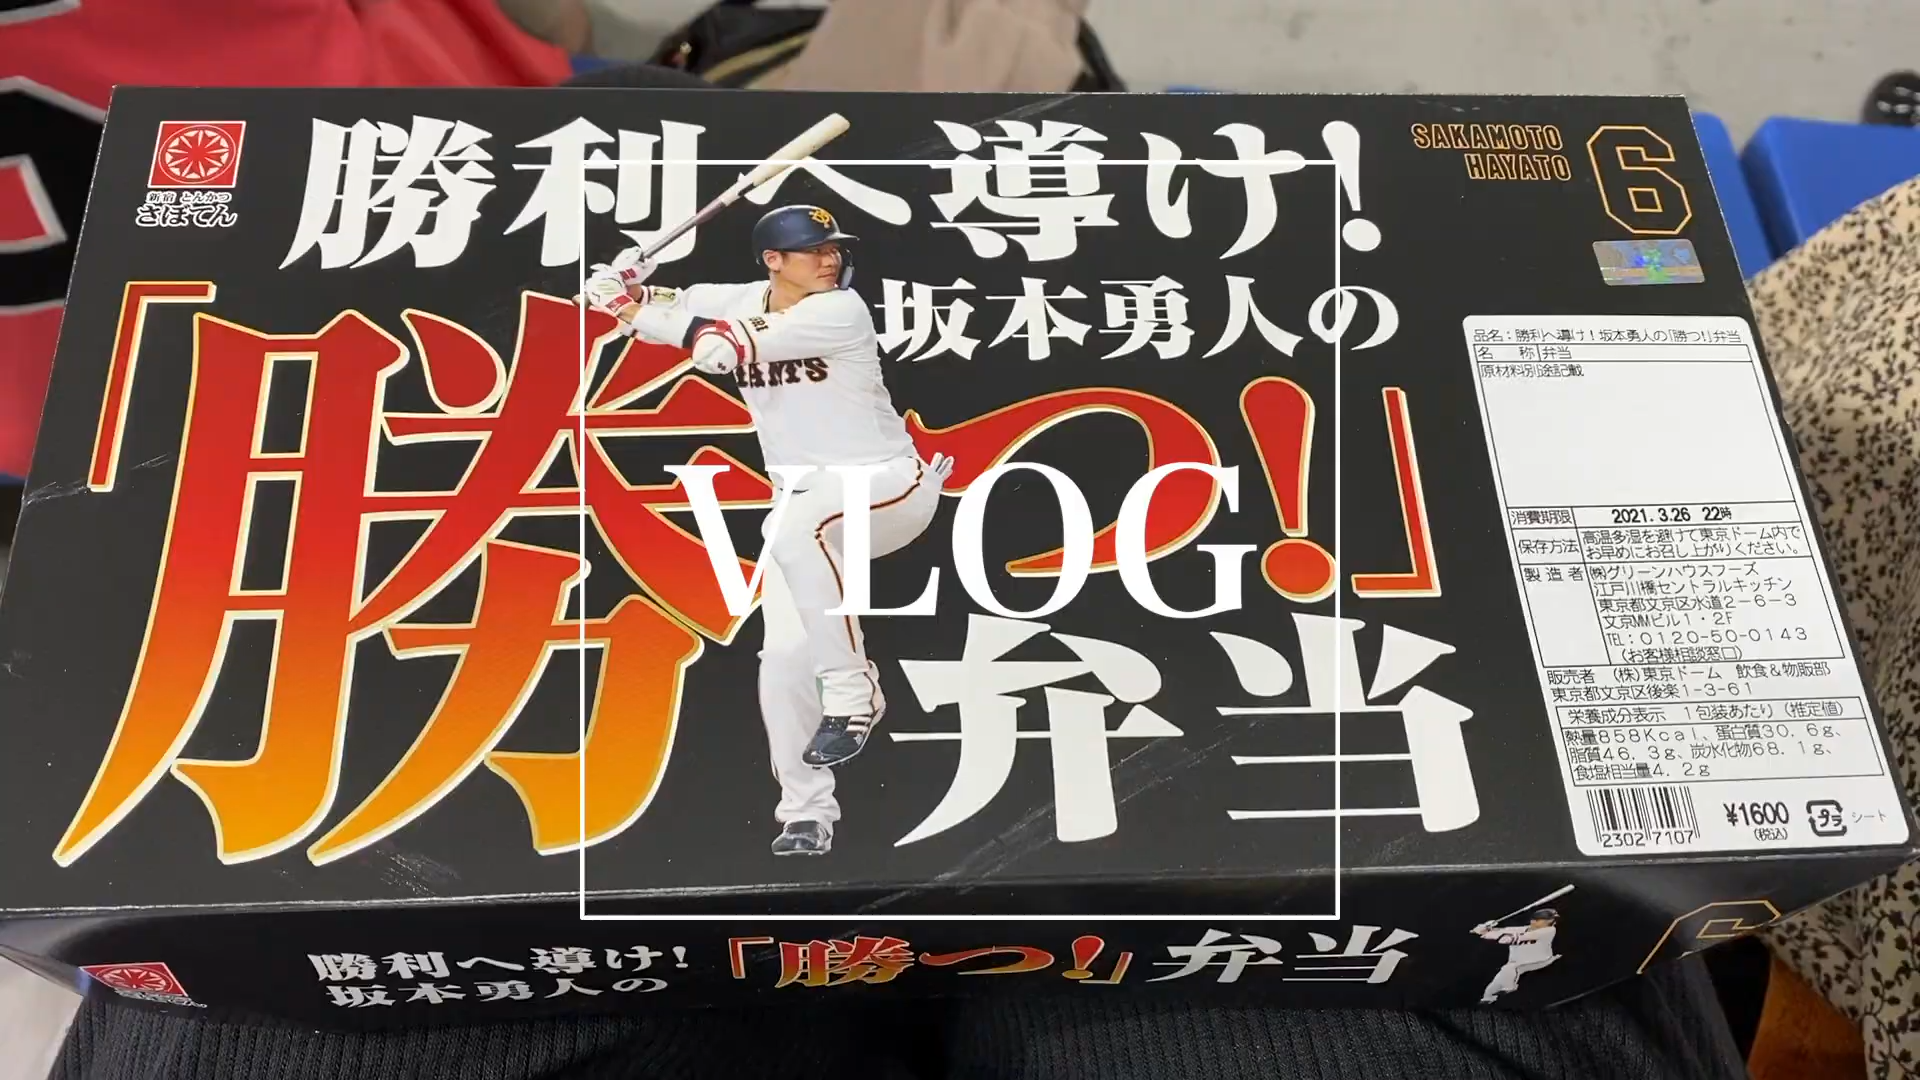 新宿 とんかつ
さぼてん
勝利へ導け!
SAKAMOTO
HAYATO
6
坂本勇人の
「勝つ!」
弁当
VLOG
GIANTS
品名:勝利へ導け!坂本勇人の「勝つ!」弁当
名 称 弁当
原材料別途記載
消費期限 2021.3.26 22時
保存方法 高温多湿を避けて東京ドーム内で
お早めにお召し上がりください。
製造者 ㈱グリーンハウスフーズ
江戸川橋セントラルキッチン
東京都文京区水道2-6-3
文京MMビル1・2F
TEL:0120-50-0143
(お客様相談窓口)
販売者 (株)東京ドーム 飲食&物販部
東京都文京区後楽1-3-61
栄養成分表示 1包装あたり(推定値)
熱量858Kcal、蛋白質30.6g、
脂質46.3g、炭水化物68.1g、
食塩相当量4.2g
23027107
¥1600
(税込)
プラ シート
勝利へ導け!
坂本勇人の
「勝つ!」弁当
6